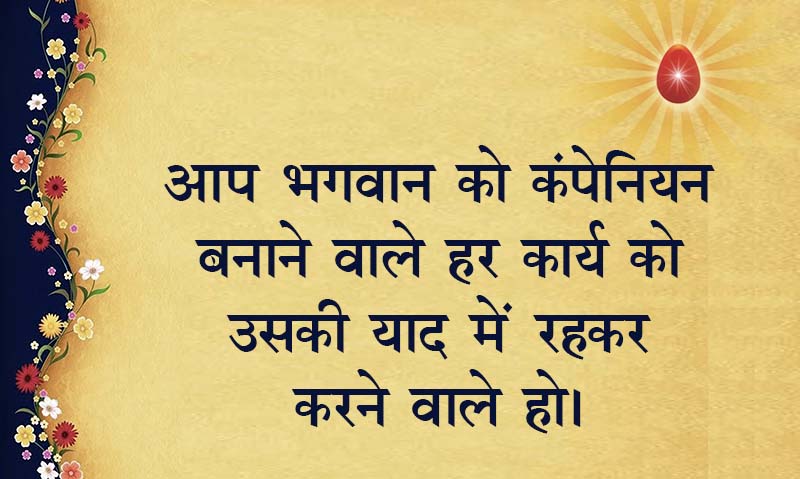 आप भगवान को कंपेनियन
बनाने वाले हर कार्य को
उसकी याद में रहकर
करने वाले हो।